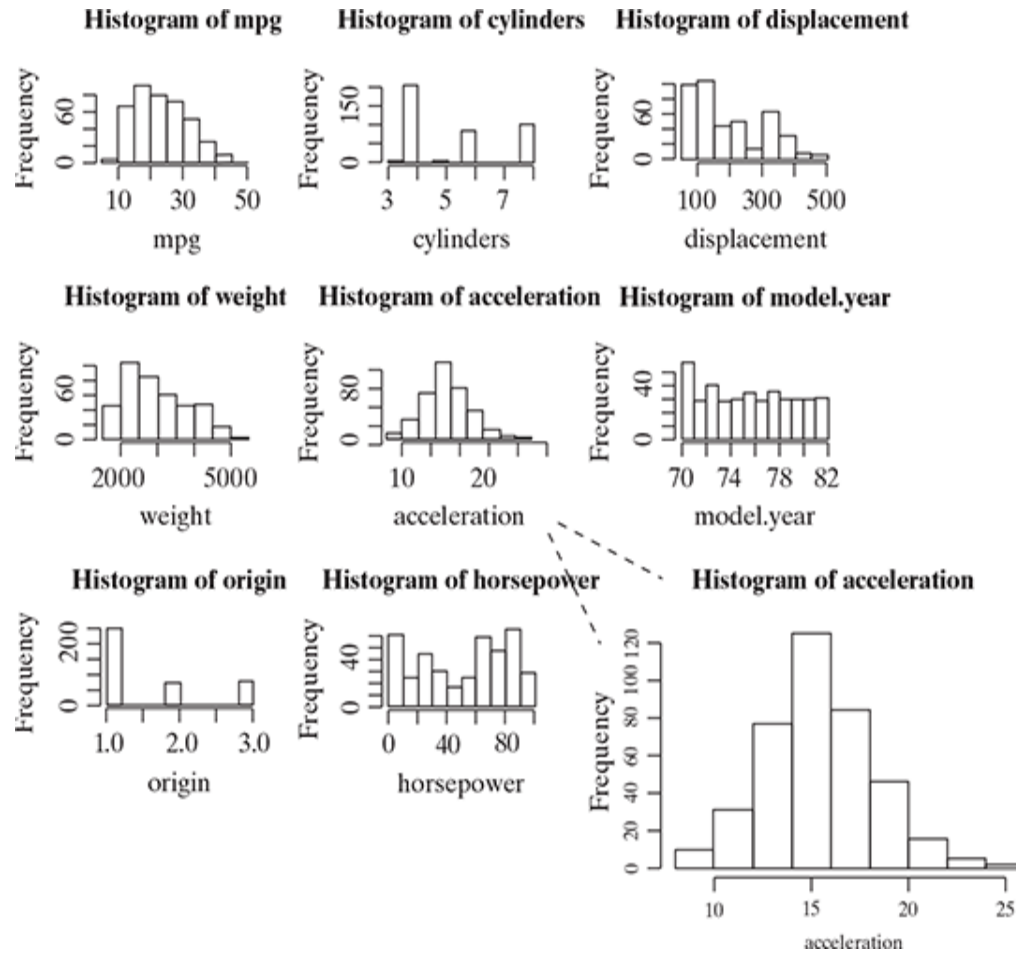 Histogram of mpg
Frequency
60
0
10 30 50
mpg
Histogram of cylinders
Frequency
150
0
3 5 7
cylinders
Histogram of displacement
Frequency
60
0
100 300 500
displacement
Histogram of weight
Frequency
60
0
2000 5000
weight
Histogram of acceleration
Frequency
80
0
10 20
acceleration
Histogram of model.year
Frequency
40
0
70 74 78 82
model.year
Histogram of origin
Frequency
200
0
1.0 2.0 3.0
origin
Histogram of horsepower
Frequency
40
0
0 40 80
horsepower
Histogram of acceleration
Frequency
120
100
80
60
40
20
0
10 15 20 25
acceleration